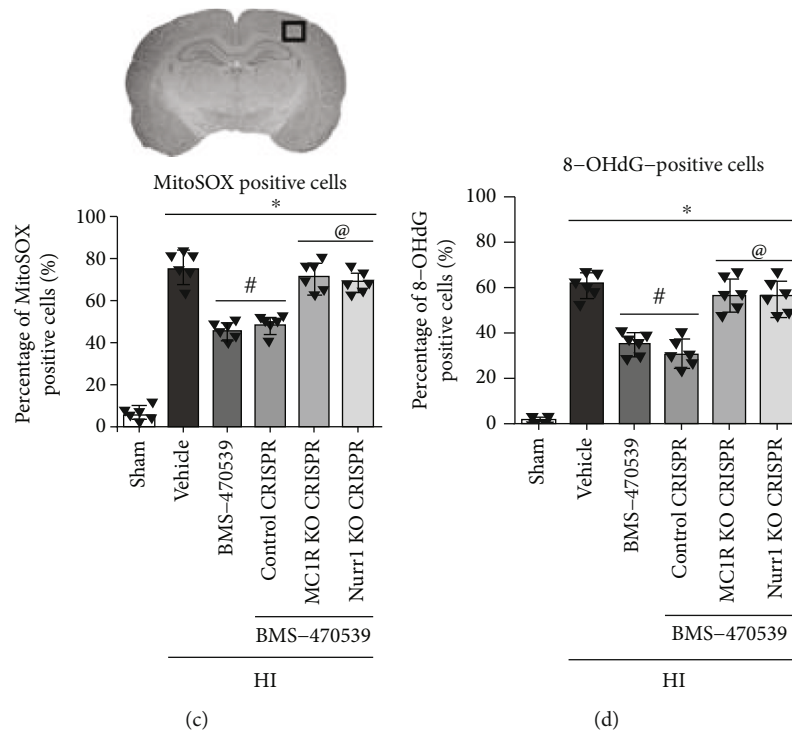 MitoSOX positive cells
Percentage of MitoSOX
positive cells (%)
100
80
60
40
20
0
*
#
@
Sham
Vehicle
BMS−470539
Control CRISPR
MC1R KO CRISPR
Nurr1 KO CRISPR
BMS−470539
HI
(c)
8−OHdG−positive cells
Percentage of 8−OHdG
positive cells (%)
100
80
60
40
20
0
*
#
@
Sham
Vehicle
BMS−470539
Control CRISPR
MC1R KO CRISPR
Nurr1 KO CRISPR
BMS−470539
HI
(d)